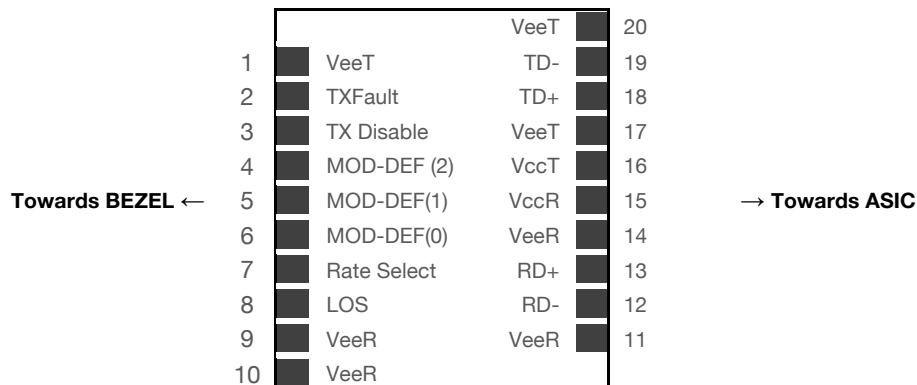 VeeT 20
1 VeeT TD- 19
2 TXFault TD+ 18
3 TX Disable VeeT 17
4 MOD-DEF (2) VccT 16
Towards BEZEL ← 5 MOD-DEF(1) VccR 15 → Towards ASIC
6 MOD-DEF(0) VeeR 14
7 Rate Select RD+ 13
8 LOS RD- 12
9 VeeR VeeR 11
10 VeeR